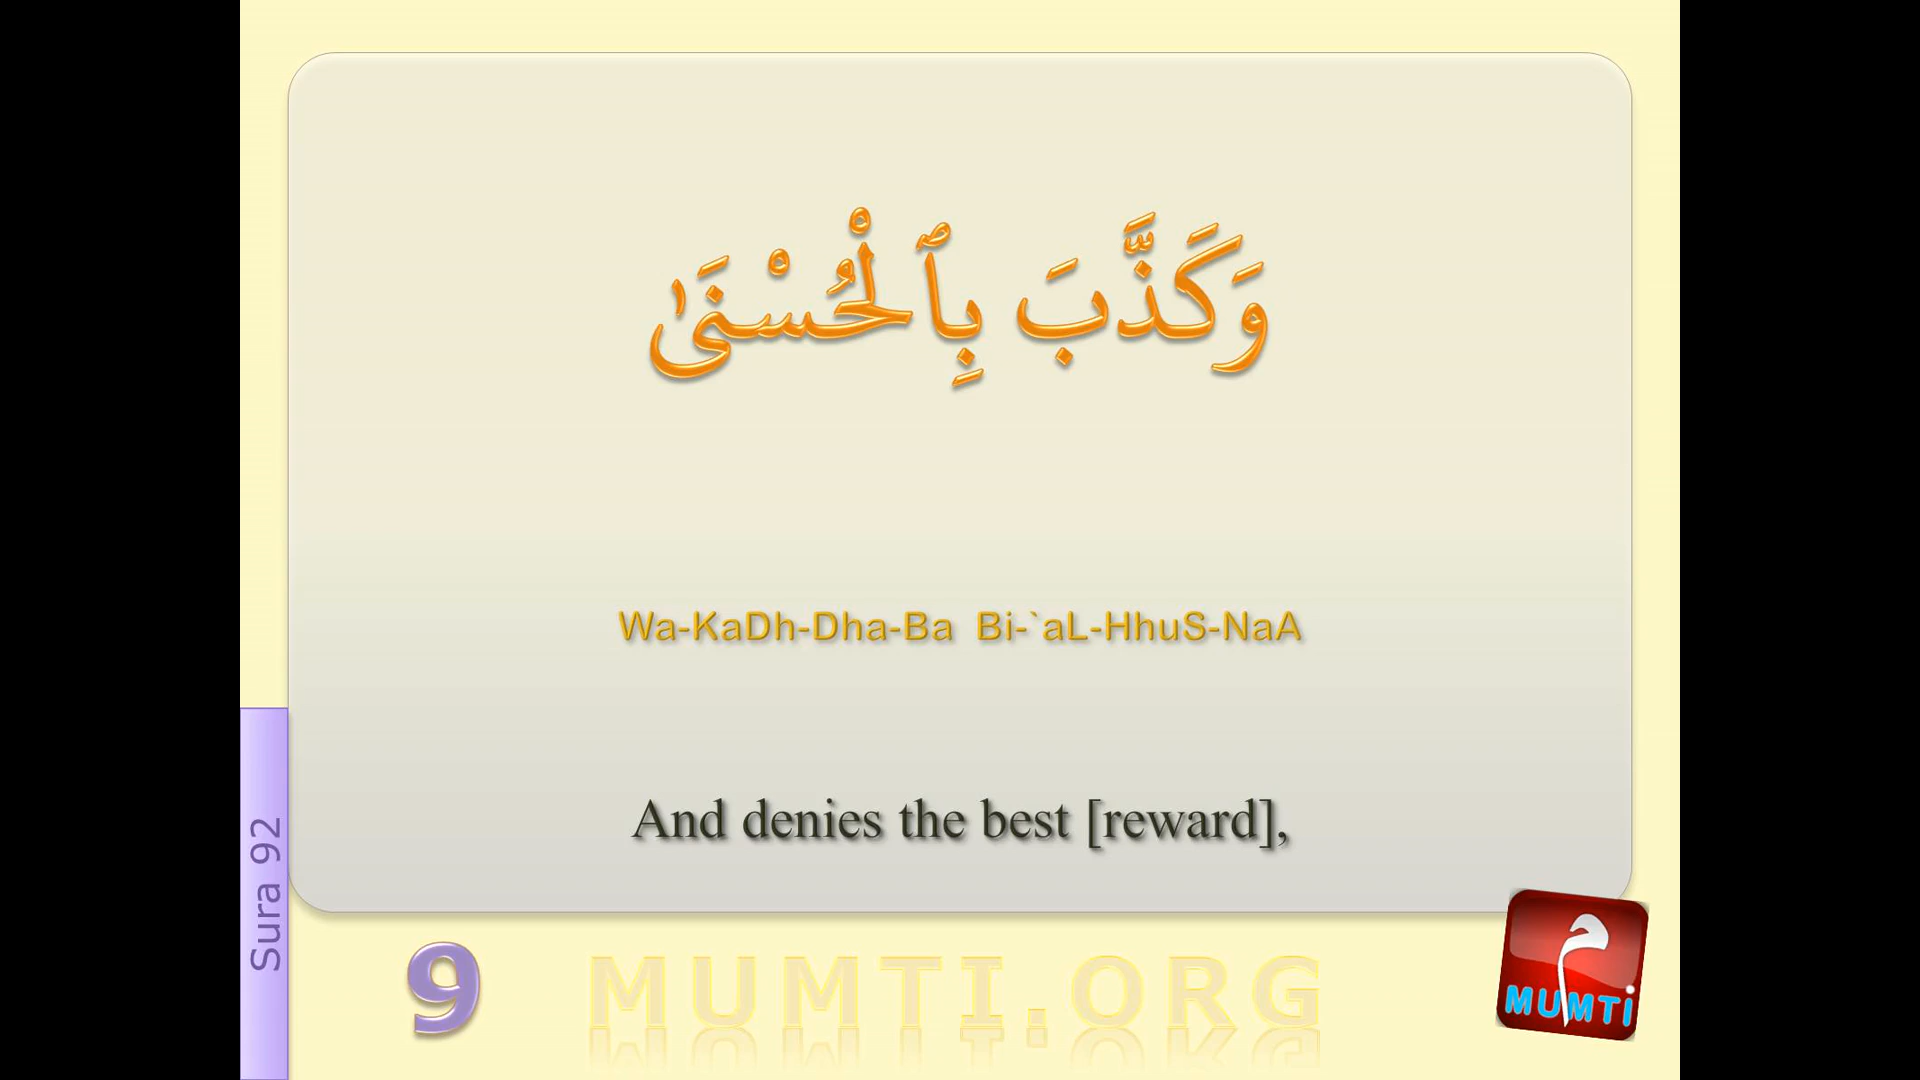 وَكَذَّبَ بِٱلْحُسْنَىٰ
Wa-KaDh-Dha-Ba Bi-`aL-HhuS-NaA
And denies the best [reward],
Sura 92
9
MUMTI.ORG
م
MUMTi